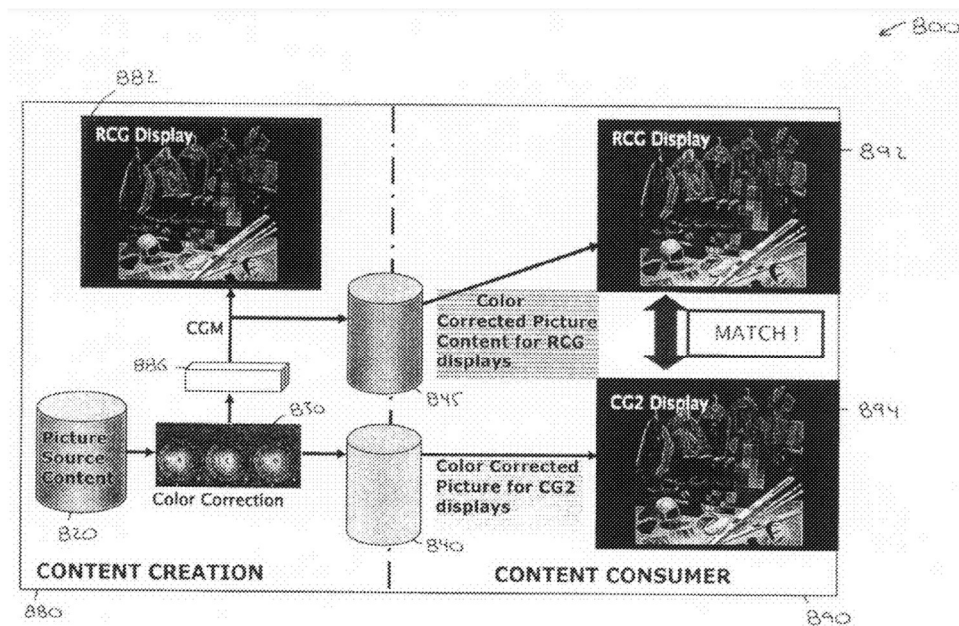 800
882
RCG Display
RCG Display
892
CGM
Color
Corrected Picture
Content for RCG
displays
MATCH !
886
845
830
CG2 Display
894
Picture
Source
Content
Color Correction
Color Corrected
Picture for CG2
displays
820
840
CONTENT CREATION
CONTENT CONSUMER
880
890